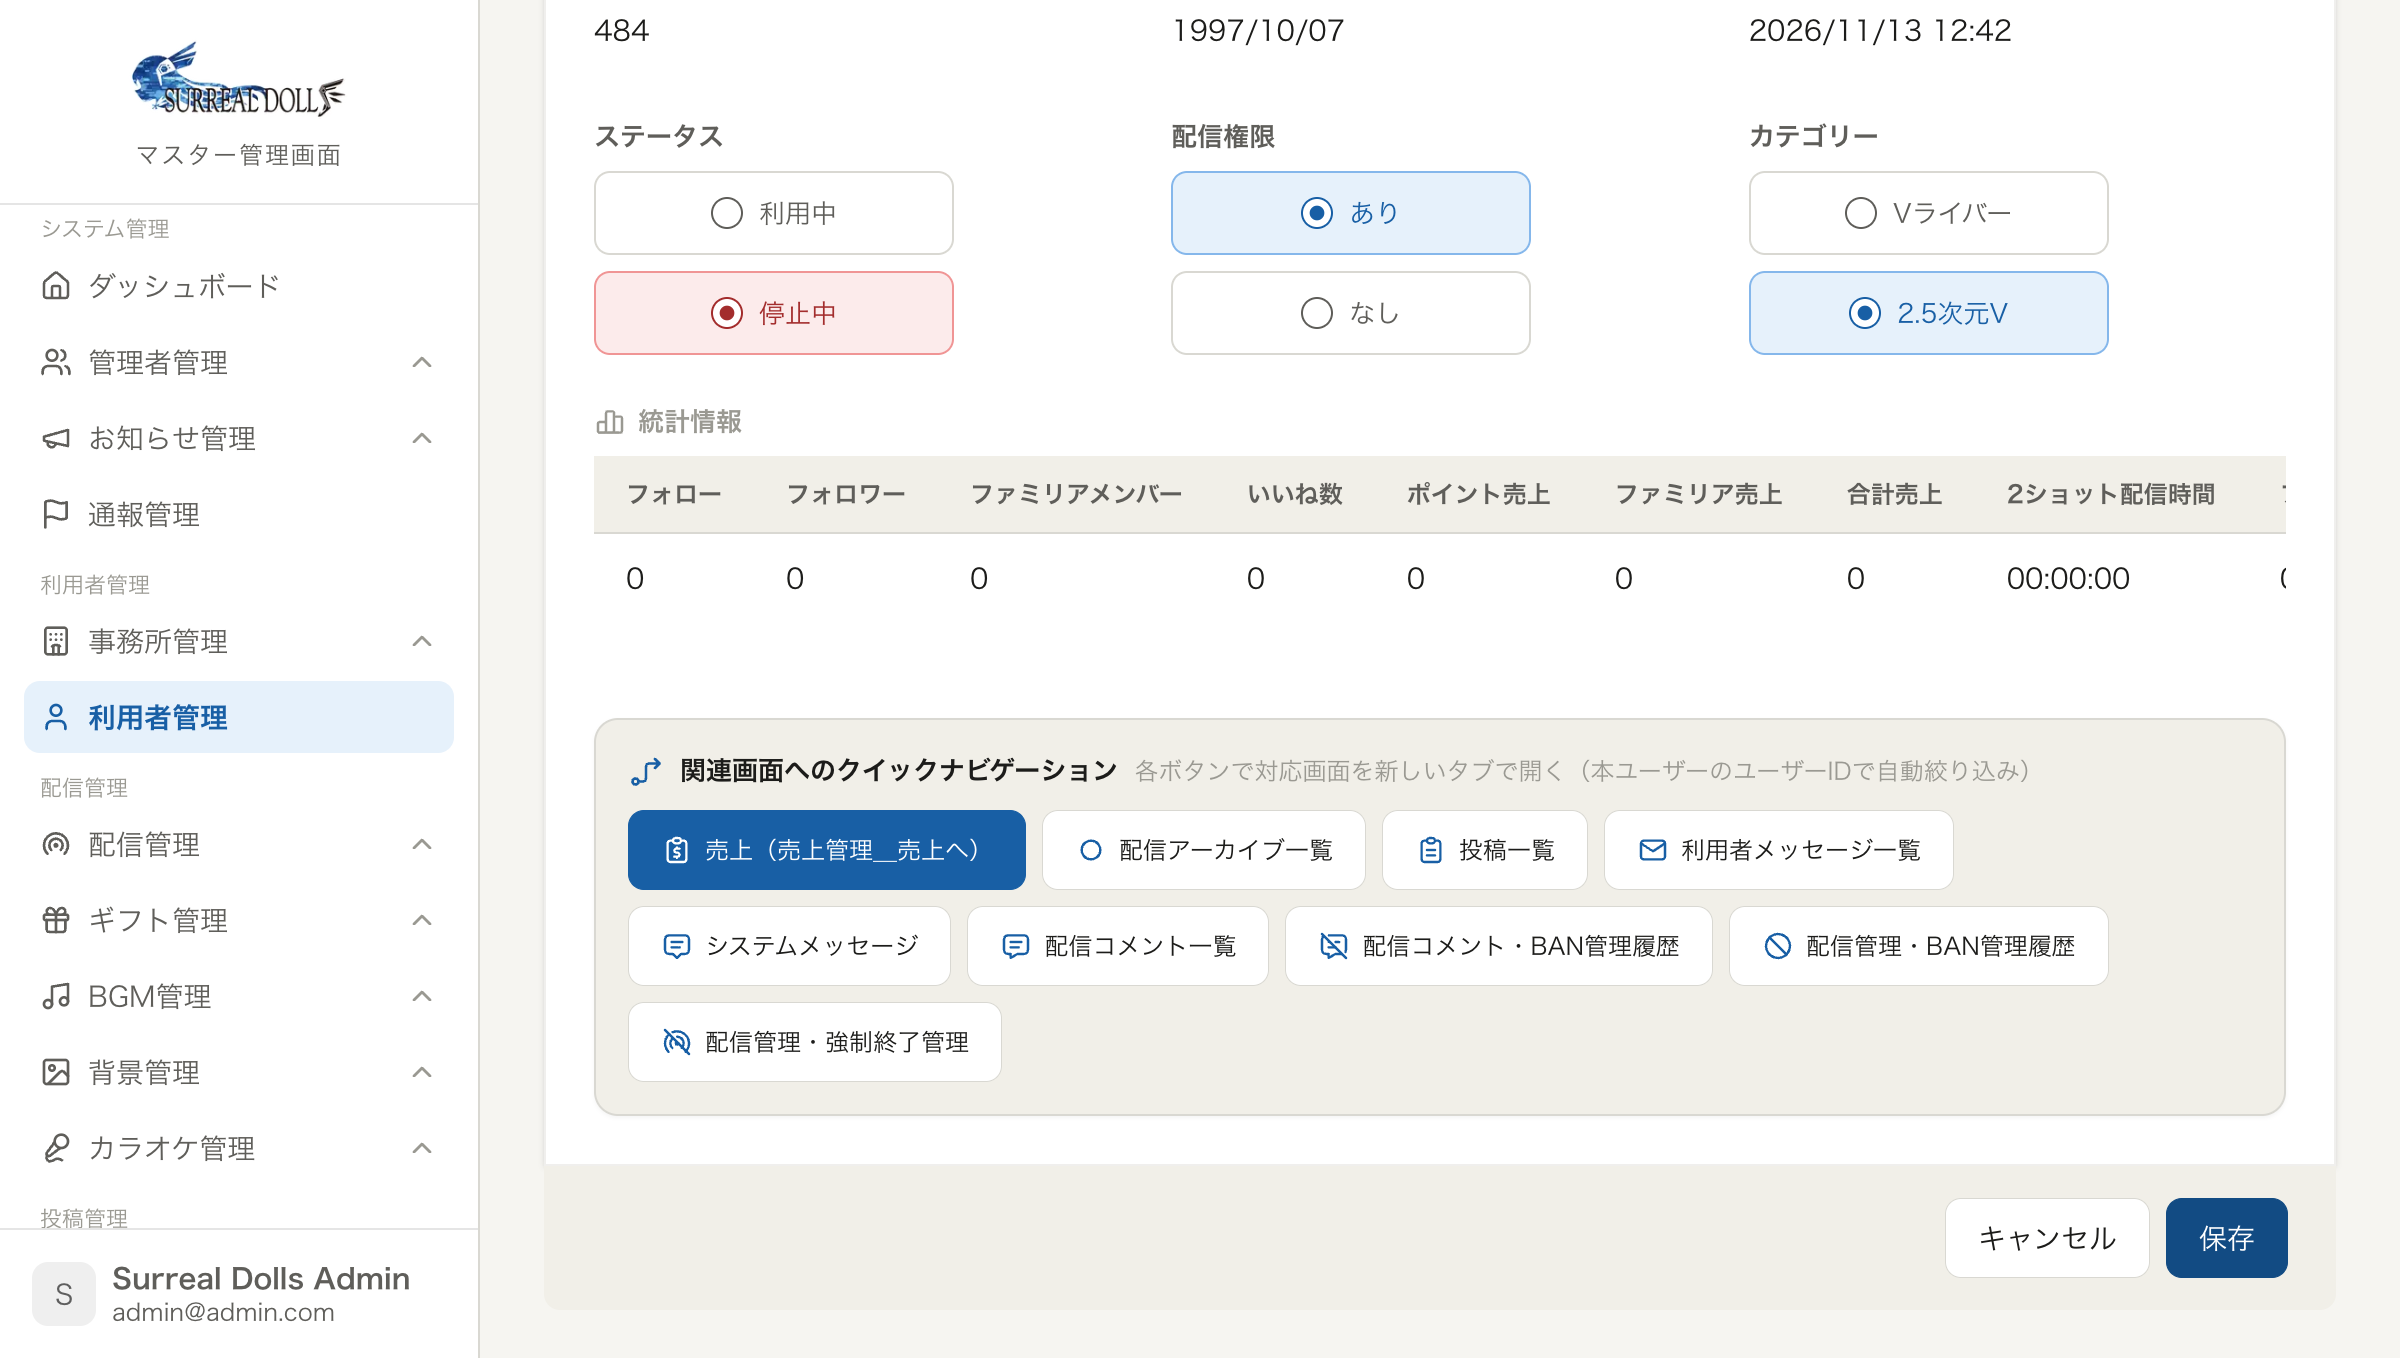 SURREAL DOLLS
マスター管理画面
システム管理
ダッシュボード
管理者管理
お知らせ管理
通報管理
利用者管理
事務所管理
利用者管理
配信管理
配信管理
ギフト管理
BGM管理
背景管理
カラオケ管理
投稿管理
S
Surreal Dolls Admin
admin@admin.com
484 1997/10/07 2026/11/13 12:42
ステータス 配信権限 カテゴリー
利用中 あり Vライバー
停止中 なし 2.5次元V
統計情報
フォロー フォロワー ファミリアメンバー いいね数 ポイント売上 ファミリア売上 合計売上 2ショット配信時間
0 0 0 0 0 0 0 00:00:00
関連画面へのクイックナビゲーション 各ボタンで対応画面を新しいタブで開く（本ユーザーのユーザーIDで自動絞り込み）
売上（売上管理__売上へ） 配信アーカイブ一覧 投稿一覧 利用者メッセージ一覧
システムメッセージ 配信コメント一覧 配信コメント・BAN管理履歴 配信管理・BAN管理履歴
配信管理・強制終了管理
キャンセル 保存